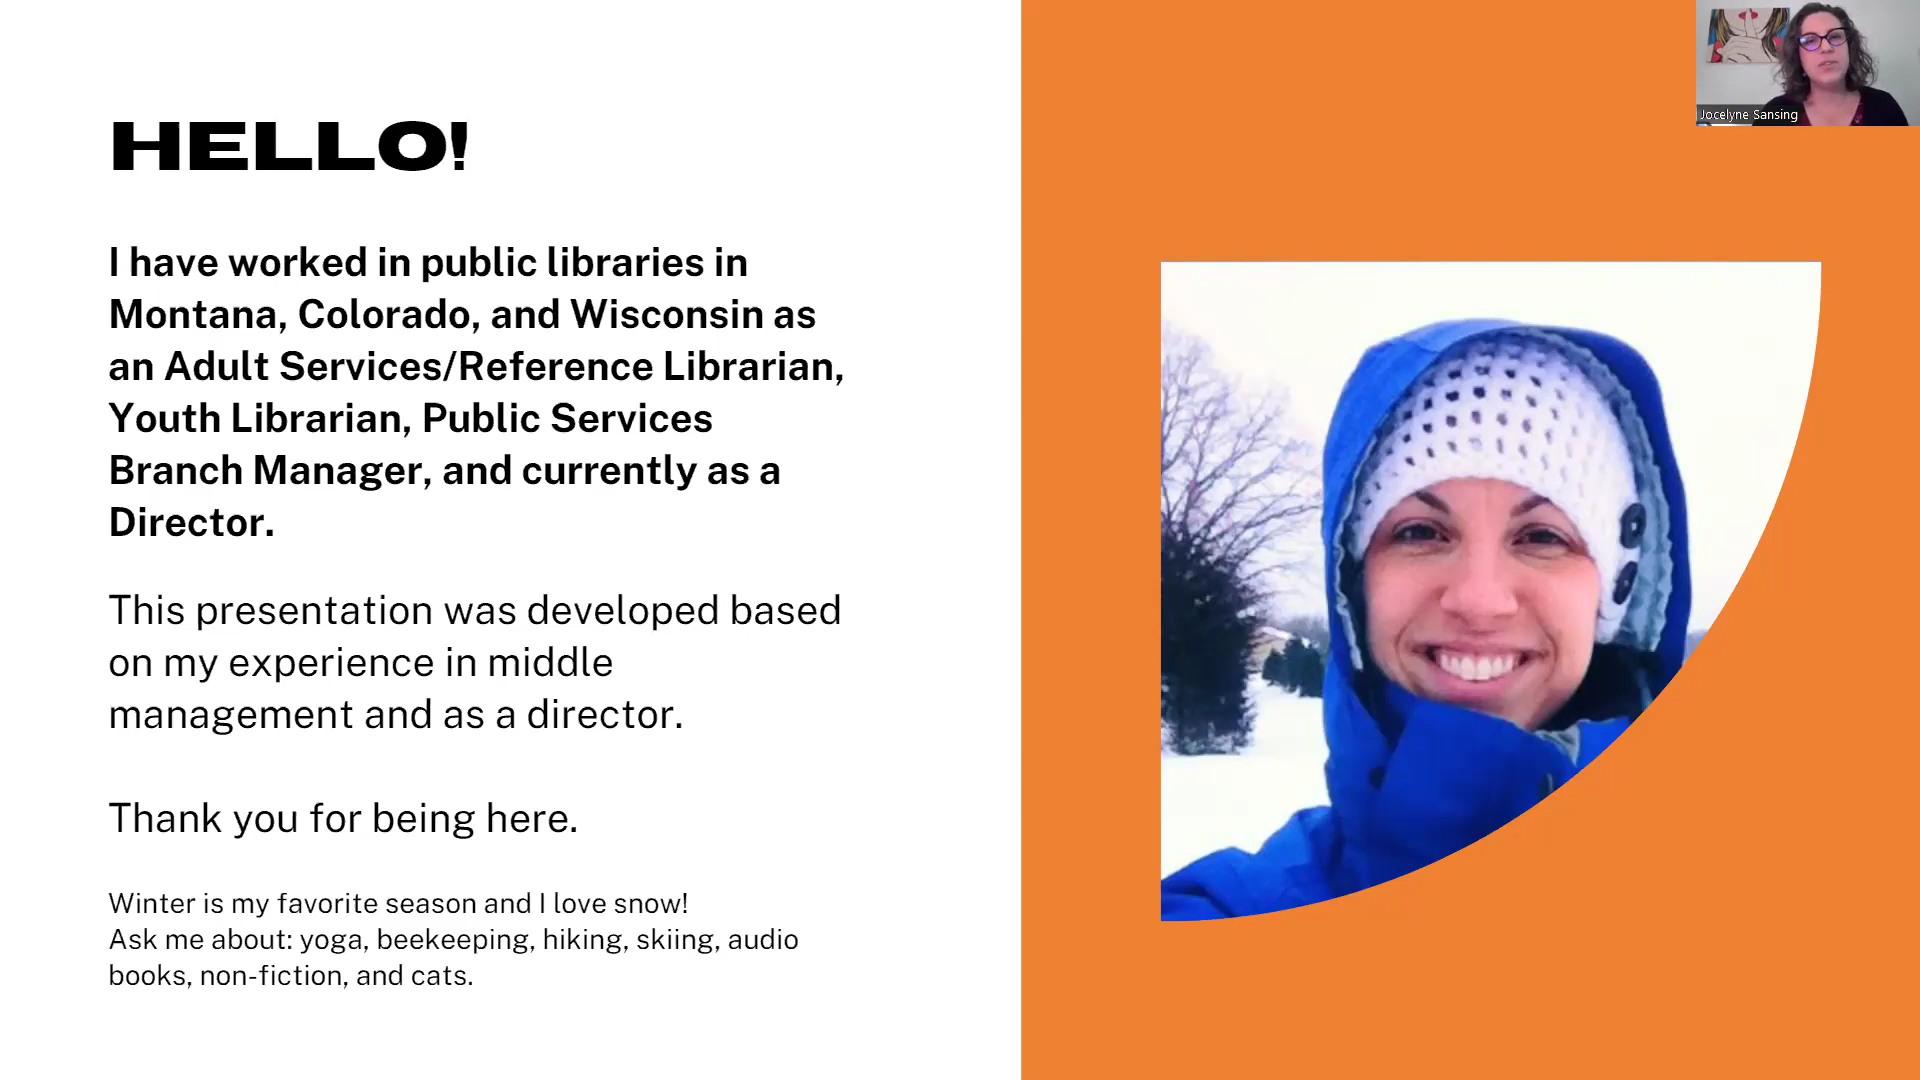 HELLO!
I have worked in public libraries in
Montana, Colorado, and Wisconsin as
an Adult Services/Reference Librarian,
Youth Librarian, Public Services
Branch Manager, and currently as a
Director.
This presentation was developed based
on my experience in middle
management and as a director.
Thank you for being here.
Winter is my favorite season and I love snow!
Ask me about: yoga, beekeeping, hiking, skiing, audio
books, non-fiction, and cats.
Jocelyne Sansing